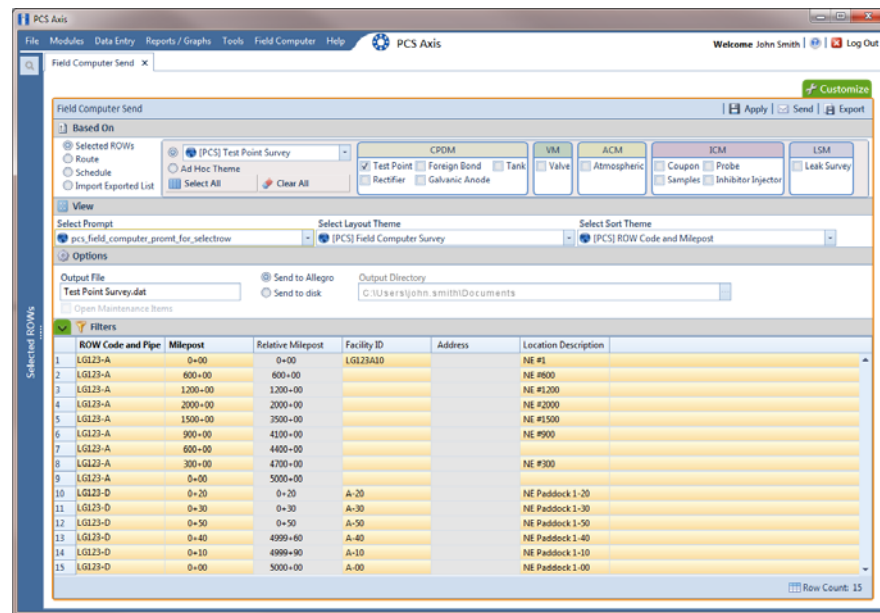 PCS Axis
File Modules Data Entry Reports / Graphs Tools Field Computer Help PCS Axis Welcome John Smith | Log Out
Field Computer Send ×
Customize
Field Computer Send Apply | Send | Export
Based On
Selected ROWs
Route
Schedule
Import Exported List
[PCS] Test Point Survey
Ad Hoc Theme
Select All Clear All
CPDM
Test Point Foreign Bond Tank
Rectifier Galvanic Anode
VM
Valve
ACM
Atmospheric
ICM
Coupon Probe
Samples Inhibitor Injector
LSM
Leak Survey
View
Select Prompt Select Layout Theme Select Sort Theme
pcs_field_computer_promt_for_selectrow [PCS] Field Computer Survey [PCS] ROW Code and Milepost
Options
Output File
Test Point Survey.dat
Open Maintenance Items
Send to Allegro
Send to disk
Output Directory
C:\Users\john.smith\Documents
Filters
Selected ROWs
ROW Code and Pipe Milepost Relative Milepost Facility ID Address Location Description
1 LG123-A 0+00 0+00 LG123A10 NE #1
2 LG123-A 600+00 600+00 NE #600
3 LG123-A 1200+00 1200+00 NE #1200
4 LG123-A 2000+00 2000+00 NE #2000
5 LG123-A 1500+00 3500+00 NE #1500
6 LG123-A 900+00 4100+00 NE #900
7 LG123-A 600+00 4400+00
8 LG123-A 300+00 4700+00 NE #300
9 LG123-A 0+00 5000+00
10 LG123-D 0+20 0+20 A-20 NE Paddock 1-20
11 LG123-D 0+30 0+30 A-30 NE Paddock 1-30
12 LG123-D 0+50 0+50 A-50 NE Paddock 1-50
13 LG123-D 0+40 4999+60 A-40 NE Paddock 1-40
14 LG123-D 0+10 4999+90 A-10 NE Paddock 1-10
15 LG123-D 0+00 5000+00 A-00 NE Paddock 1-00
Row Count: 15